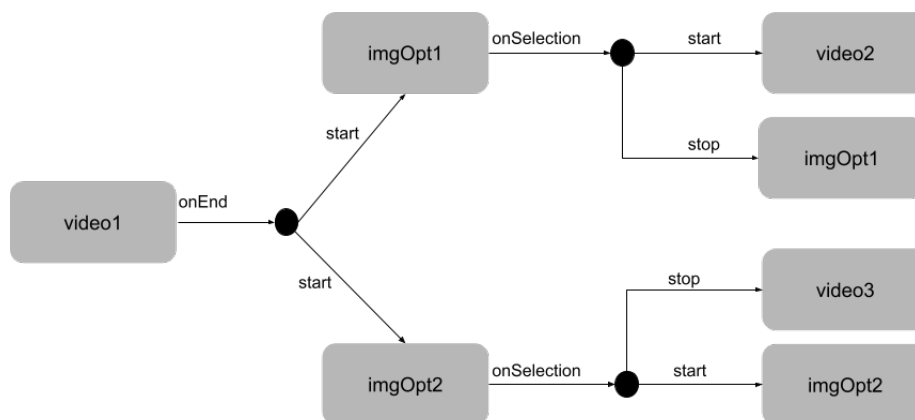 imgOpt1
onSelection
start
video2
start
stop
imgOpt1
video1
onEnd
start
stop
video3
imgOpt2
onSelection
start
imgOpt2